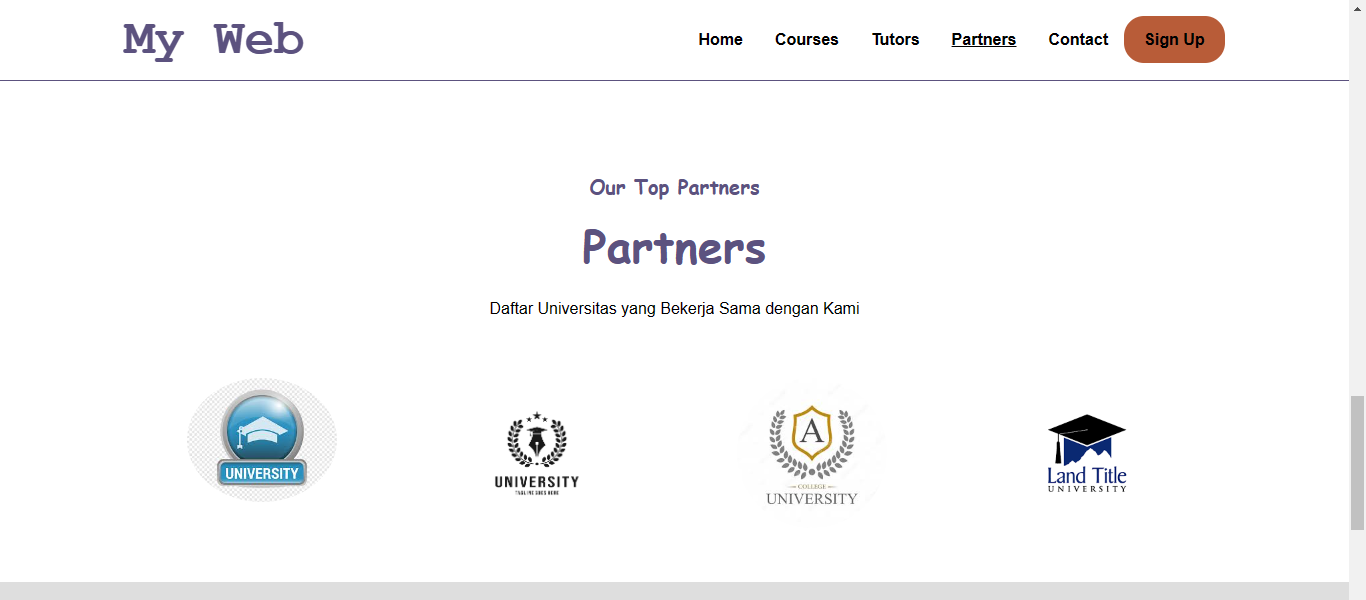 My Web
Home Courses Tutors Partners Contact Sign Up
Our Top Partners
Partners
Daftar Universitas yang Bekerja Sama dengan Kami
UNIVERSITY
UNIVERSITY
TAGLINE GOES HERE
A
COLLEGE
UNIVERSITY
Land Title
UNIVERSITY